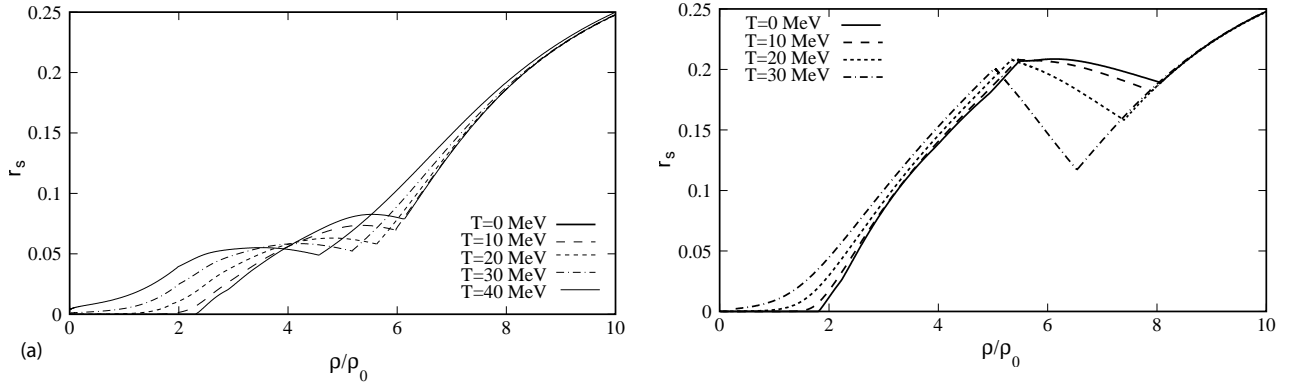 0.25
0.2
0.15
0.1
0.05
0
r_s
T=0 MeV
T=10 MeV
T=20 MeV
T=30 MeV
T=40 MeV
0 2 4 6 8 10
(a)
ρ/ρ_0
0.25
0.2
0.15
0.1
0.05
0
r_s
T=0 MeV
T=10 MeV
T=20 MeV
T=30 MeV
0 2 4 6 8 10
ρ/ρ_0